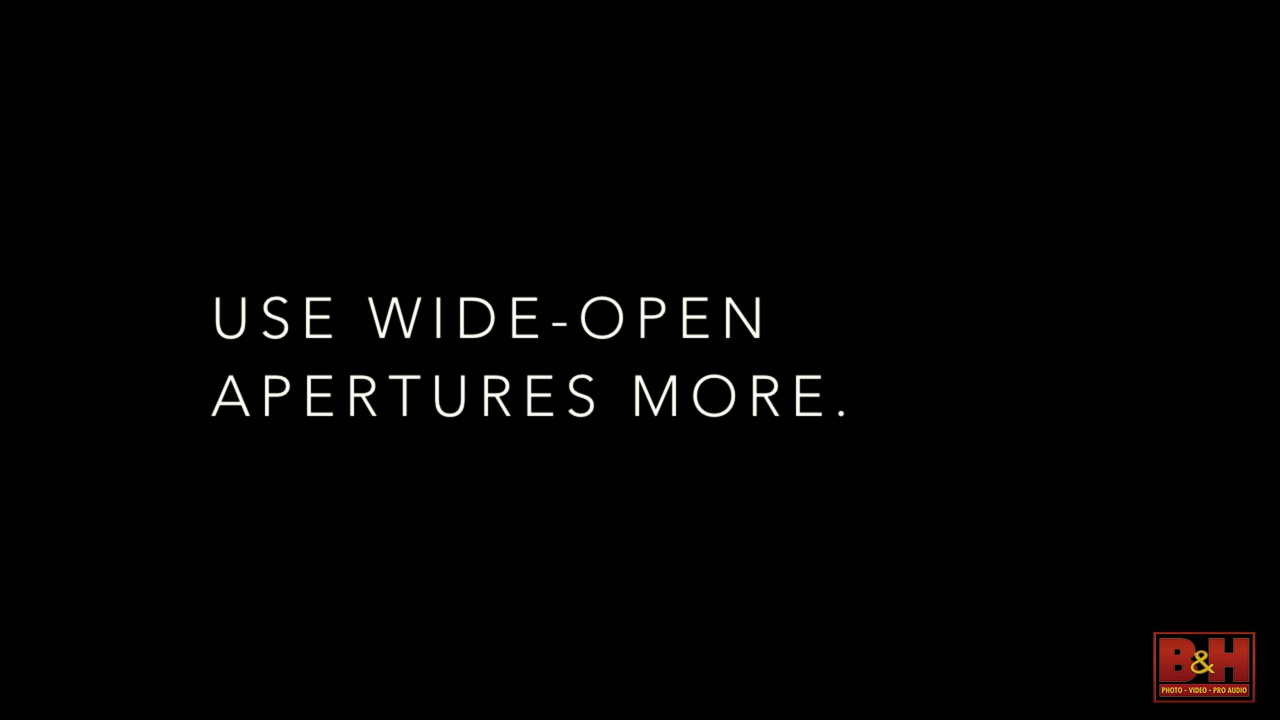 USE WIDE-OPEN
APERTURES MORE.
B&H
PHOTO - VIDEO - PRO AUDIO